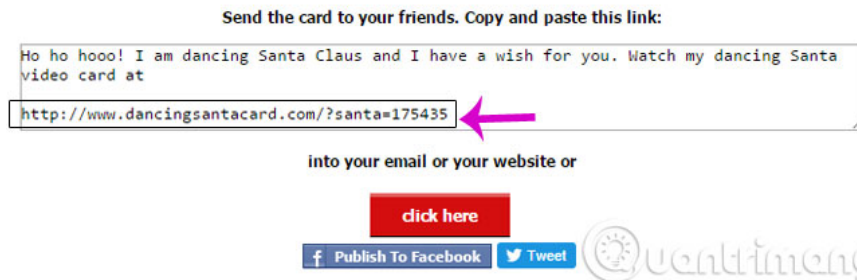 Send the card to your friends. Copy and paste this link:
Ho ho hooo! I am dancing Santa Claus and I have a wish for you. Watch my dancing Santa
video card at
http://www.dancingsantacard.com/?santa=175435
into your email or your website or
click here
f Publish To Facebook Tweet
Quantrimang